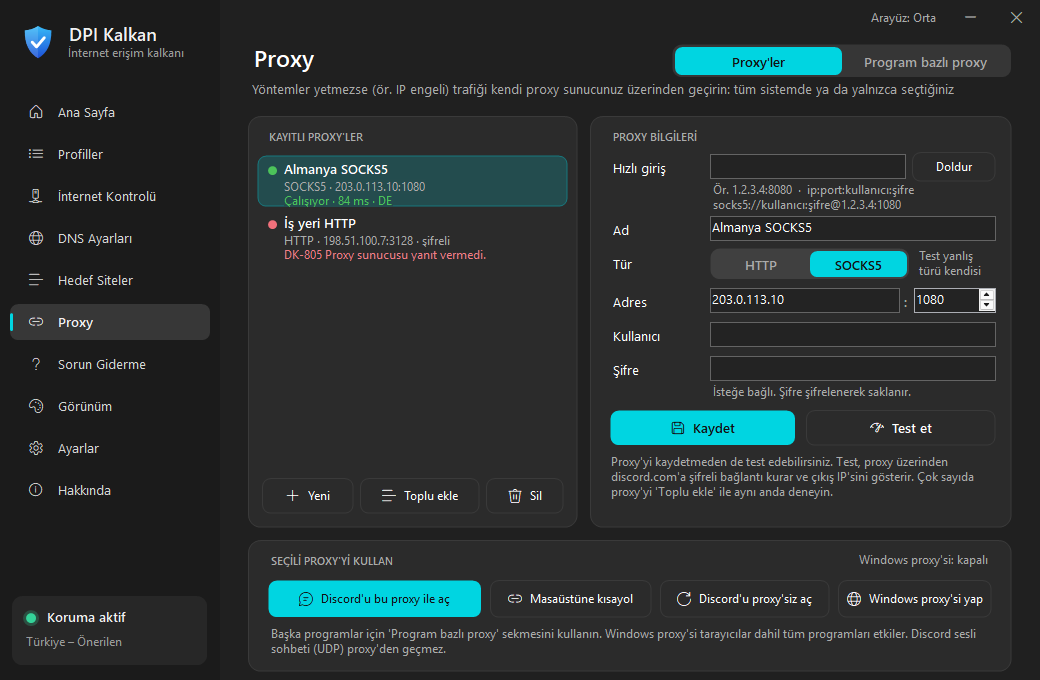 Arayüz: Orta
DPI Kalkan
İnternet erişim kalkanı
Ana Sayfa
Profiller
İnternet Kontrolü
DNS Ayarları
Hedef Siteler
Proxy
Sorun Giderme
Görünüm
Ayarlar
Hakkında
Koruma aktif
Türkiye – Önerilen
Proxy
Proxy'ler
Program bazlı proxy
Yöntemler yetmezse (ör. IP engeli) trafiği kendi proxy sunucunuz üzerinden geçirin: tüm sistemde ya da yalnızca seçtiğiniz
KAYITLI PROXY'LER
Almanya SOCKS5
SOCKS5 · 203.0.113.10:1080
Çalışıyor · 84 ms · DE
İş yeri HTTP
HTTP · 198.51.100.7:3128 · şifreli
DK-805 Proxy sunucusu yanıt vermedi.
Yeni
Toplu ekle
Sil
PROXY BİLGİLERİ
Hızlı giriş
Doldur
Ör. 1.2.3.4:8080 · ip:port:kullanıcı:şifre
socks5://kullanıcı:şifre@1.2.3.4:1080
Ad
Almanya SOCKS5
Tür
HTTP
SOCKS5
Test yanlış
türü kendisi
Adres
203.0.113.10
:
1080
Kullanıcı
Şifre
İsteğe bağlı. Şifre şifrelenerek saklanır.
Kaydet
Test et
Proxy'yi kaydetmeden de test edebilirsiniz. Test, proxy üzerinden
discord.com'a şifreli bağlantı kurar ve çıkış IP'sini gösterir. Çok sayıda
proxy'yi 'Toplu ekle' ile aynı anda deneyin.
SEÇİLİ PROXY'Yİ KULLAN
Windows proxy'si: kapalı
Discord'u bu proxy ile aç
Masaüstüne kısayol
Discord'u proxy'siz aç
Windows proxy'si yap
Başka programlar için 'Program bazlı proxy' sekmesini kullanın. Windows proxy'si tarayıcılar dahil tüm programları etkiler. Discord sesli
sohbeti (UDP) proxy'den geçmez.